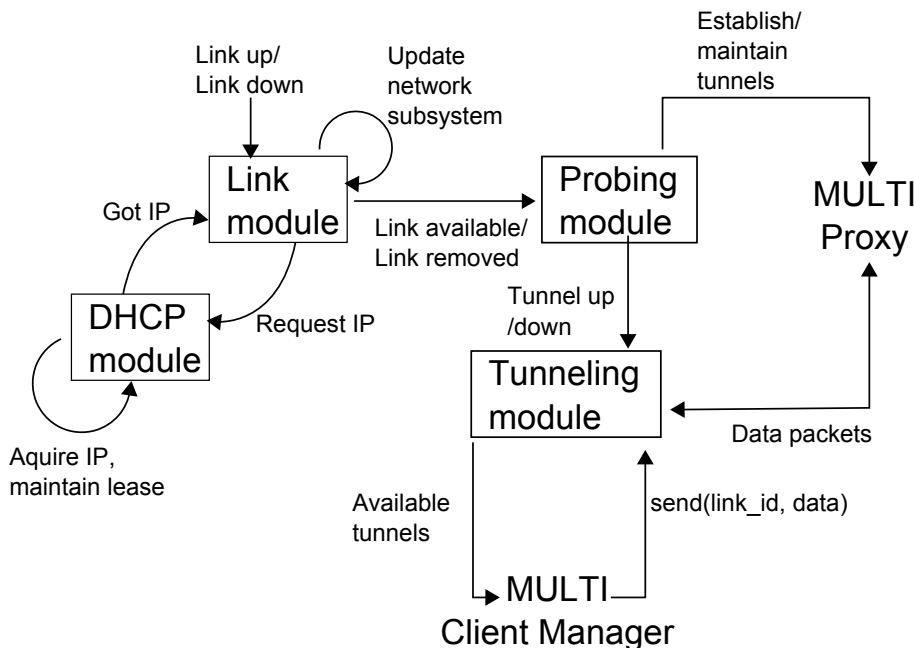 Link up/
Link down
Update
network
subsystem
Establish/
maintain
tunnels
Link
module
Probing
module
MULTI
Proxy
Got IP
Link available/
Link removed
DHCP
module
Request IP
Tunnel up
/down
Tunneling
module
Data packets
Aquire IP,
maintain lease
Available
tunnels
send(link_id, data)
MULTI
Client Manager